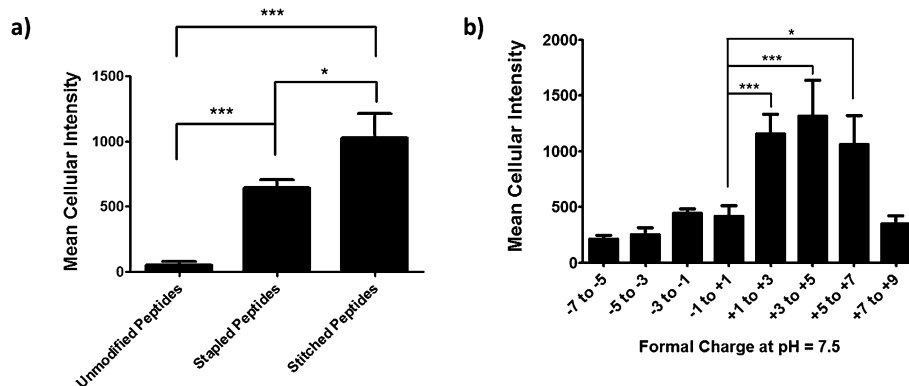 a)
***
*
***
Mean Cellular Intensity
1500
1000
500
0
Unmodified Peptides
Stapled Peptides
Stitched Peptides
b)
*
***
***
Mean Cellular Intensity
2000
1500
1000
500
0
-7 to -5
-5 to -3
-3 to -1
-1 to +1
+1 to +3
+3 to +5
+5 to +7
+7 to +9
Formal Charge at pH = 7.5